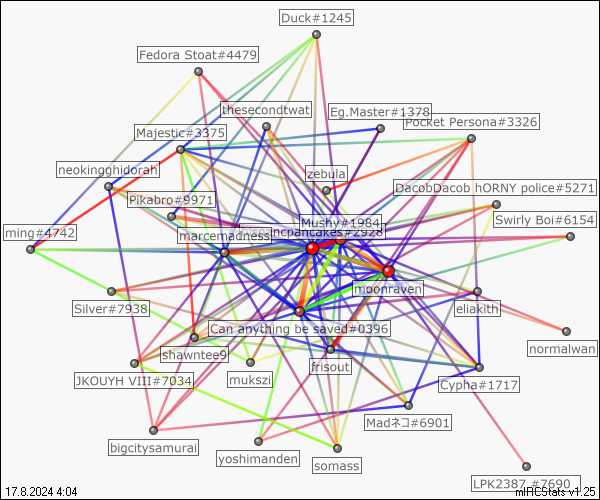 Duck#1245
Fedora Stoat#4479
thesecondtwat
Eg.Master#1378
Pocket Persona#3326
Majestic#3375
neokingghidorah
zebula
DacobDacob hORNY police#5271
Pikabro#9971
Mushy#1984
Swirly Boi#6154
ming#4742
marcemadness
cakes#2928
moonraven
Silver#7938
eliakith
Can anything be saved#0396
normalwan
shawntee9
frisout
JKOUYH VIII#7034
mukszi
Cypha#1717
Madネコ#6901
bigcitysamurai
yoshimanden
somass
LPK2387_#7690
17.8.2024 4:04
mIRCStats v1.25